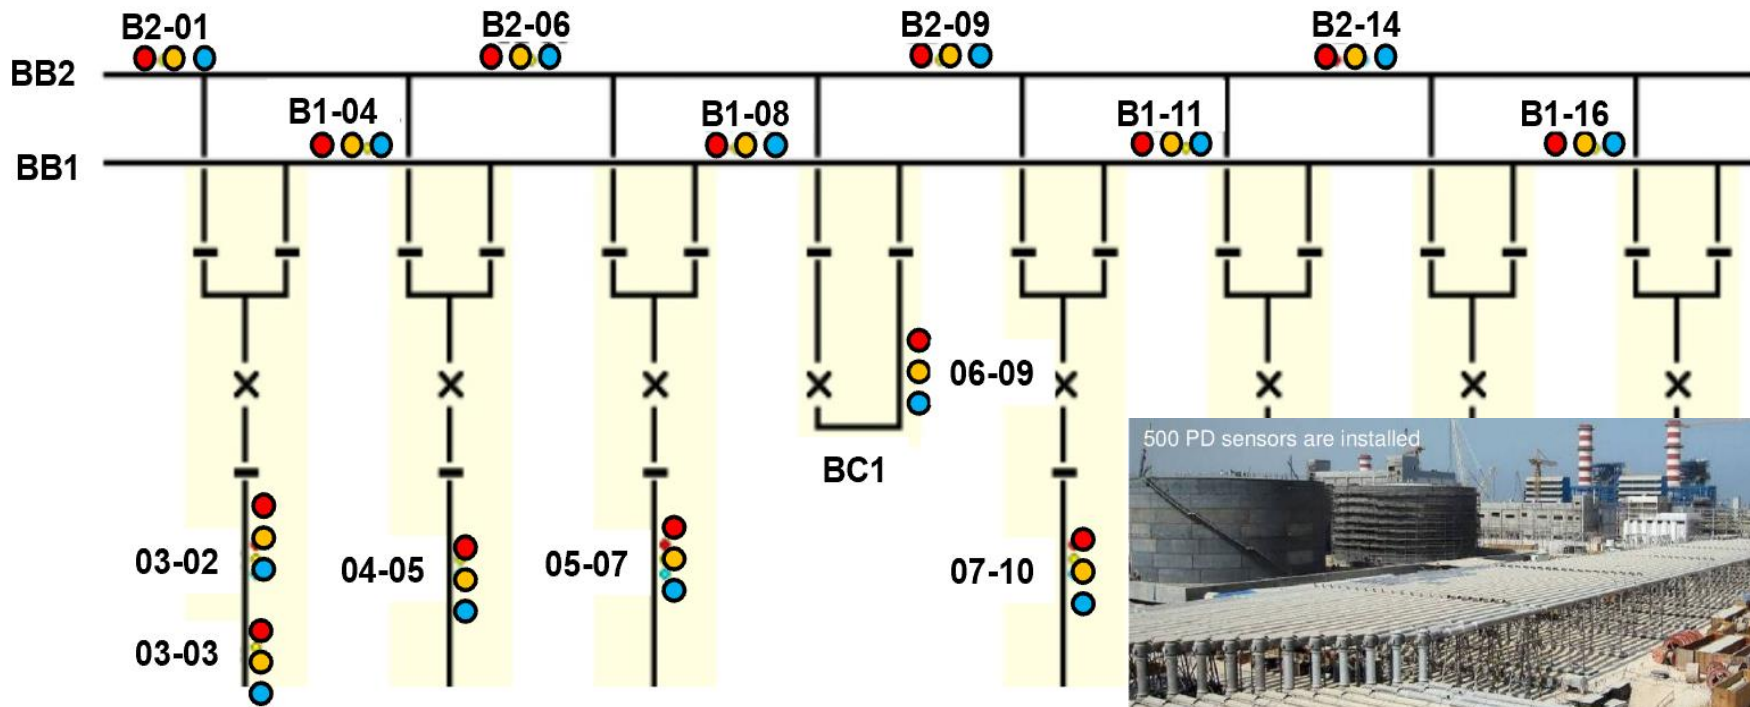 B2-01
B2-06
B2-09
B2-14
BB2
B1-04
B1-08
B1-11
B1-16
BB1
06-09
BC1
500 PD sensors are installed
03-02
04-05
05-07
07-10
03-03